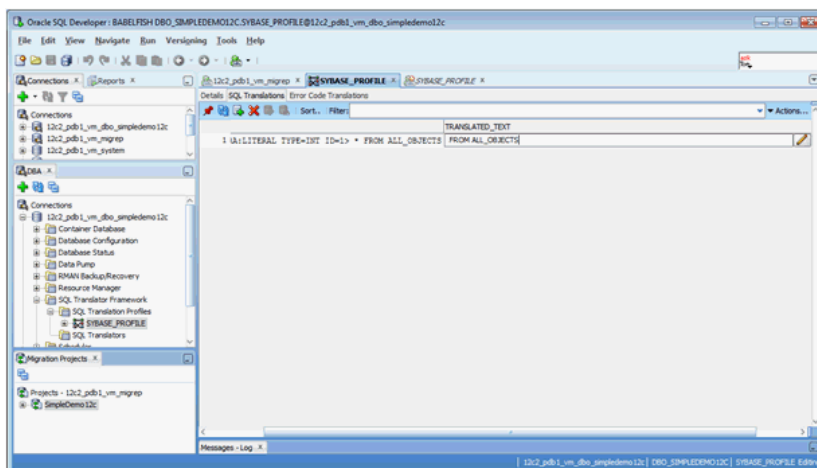 Oracle SQL Developer : BABELFISH DBO_SIMPLEDEMO12C.SYBASE_PROFILE@12c2_pdb1_vm_dbo_simpledemo12c
File Edit View Navigate Run Versioning Tools Help
Connections Reports
12c2_pdb1_vm_migrep SYBASE_PROFILE SYBASE_PROFILE
Details SQL Translations Error Code Translations
Sort.. Filter: Actions...
TRANSLATED_TEXT
1 \A:LITERAL TYPE=INT ID=1> * FROM ALL_OBJECTS FROM ALL_OBJECTS
Connections
12c2_pdb1_vm_dbo_simpledemo12c
12c2_pdb1_vm_migrep
12c2_pdb1_vm_system
DBA
Connections
12c2_pdb1_vm_dbo_simpledemo12c
Container Database
Database Configuration
Database Status
Data Pump
RMAN Backup/Recovery
Resource Manager
SQL Translator Framework
SQL Translation Profiles
SYBASE_PROFILE
SQL Translators
Migration Projects
Projects - 12c2_pdb1_vm_migrep
SimpleDemo12c
Messages - Log
12c2_pdb1_vm_dbo_simpledemo12c | DBO_SIMPLEDEMO12C | SYBASE_PROFILE